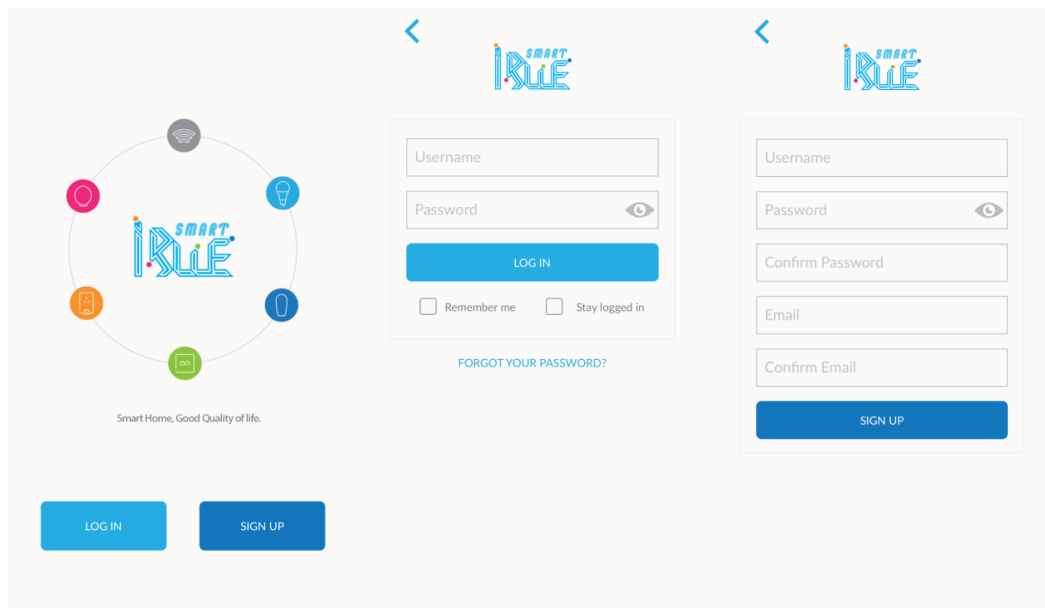 SMART
iBLUE
Smart Home, Good Quality of life.
LOG IN
SIGN UP
SMART
iBLUE
Username
Password
LOG IN
Remember me
Stay logged in
FORGOT YOUR PASSWORD?
SMART
iBLUE
Username
Password
Confirm Password
Email
Confirm Email
SIGN UP